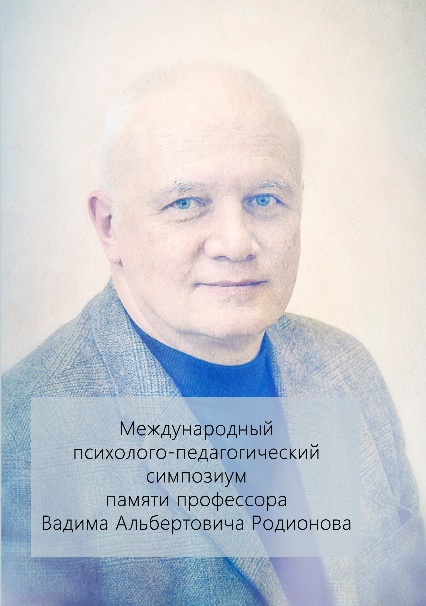 Международный
психолого-педагогический
симпозиум
памяти профессора
Вадима Альбертовича Родионова